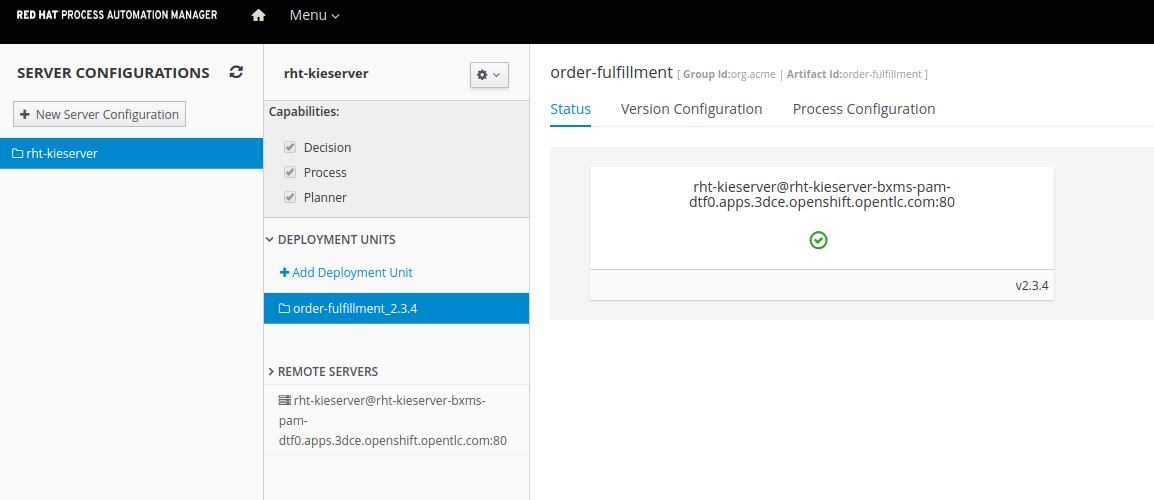 RED HAT PROCESS AUTOMATION MANAGER
Menu
SERVER CONFIGURATIONS
New Server Configuration
rht-kieserver
rht-kieserver
Capabilities:
Decision
Process
Planner
DEPLOYMENT UNITS
Add Deployment Unit
order-fulfillment_2.3.4
REMOTE SERVERS
rht-kieserver@rht-kieserver-bxms-
pam-
dtf0.apps.3dce.openshift.opentlc.com:80
order-fulfillment [ Group Id:org.acme | Artifact Id:order-fulfillment ]
Status Version Configuration Process Configuration
rht-kieserver@rht-kieserver-bxms-pam-
dtf0.apps.3dce.openshift.opentlc.com:80
v2.3.4